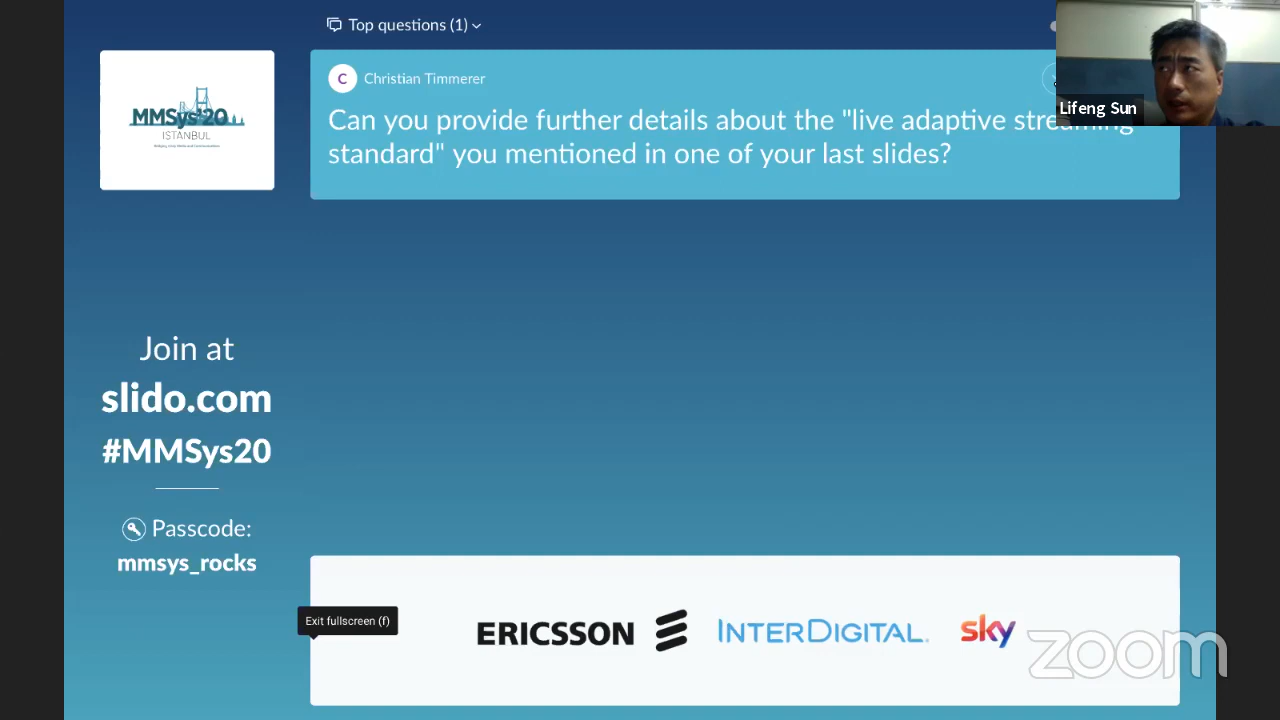 Top questions (1)
C
Christian Timmerer
Can you provide further details about the "live adaptive streaming
standard" you mentioned in one of your last slides?
Lifeng Sun
MMSys'20
ISTANBUL
Join at
slido.com
#MMSys20
Passcode:
mmsys_rocks
Exit fullscreen (f)
ERICSSON
INTERDIGITAL.
sky
zoom